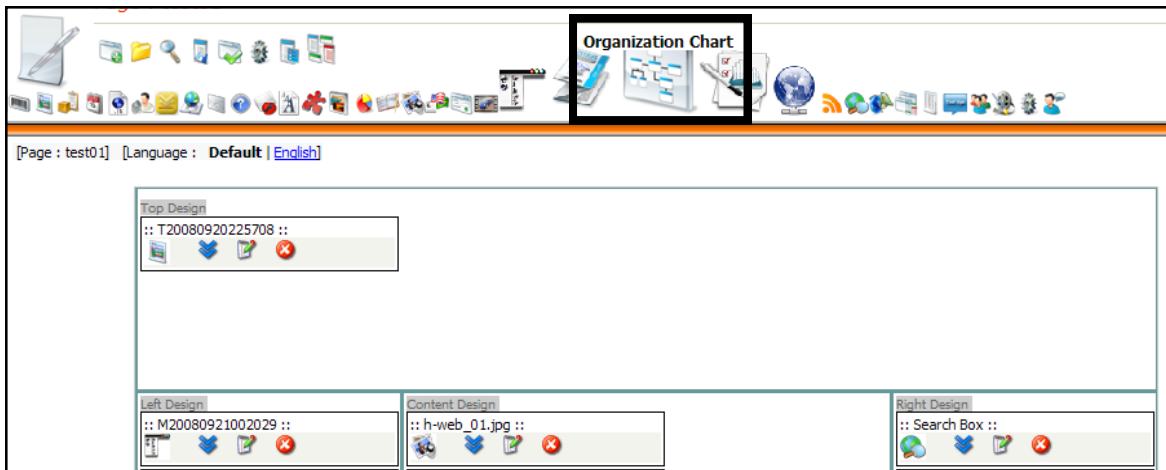 Organization Chart
[Page : test01] [Language : Default | English]
Top Design
:: T20080920225708 ::
Left Design
:: M20080921002029 ::
Content Design
:: h-web_01.jpg ::
Right Design
:: Search Box ::